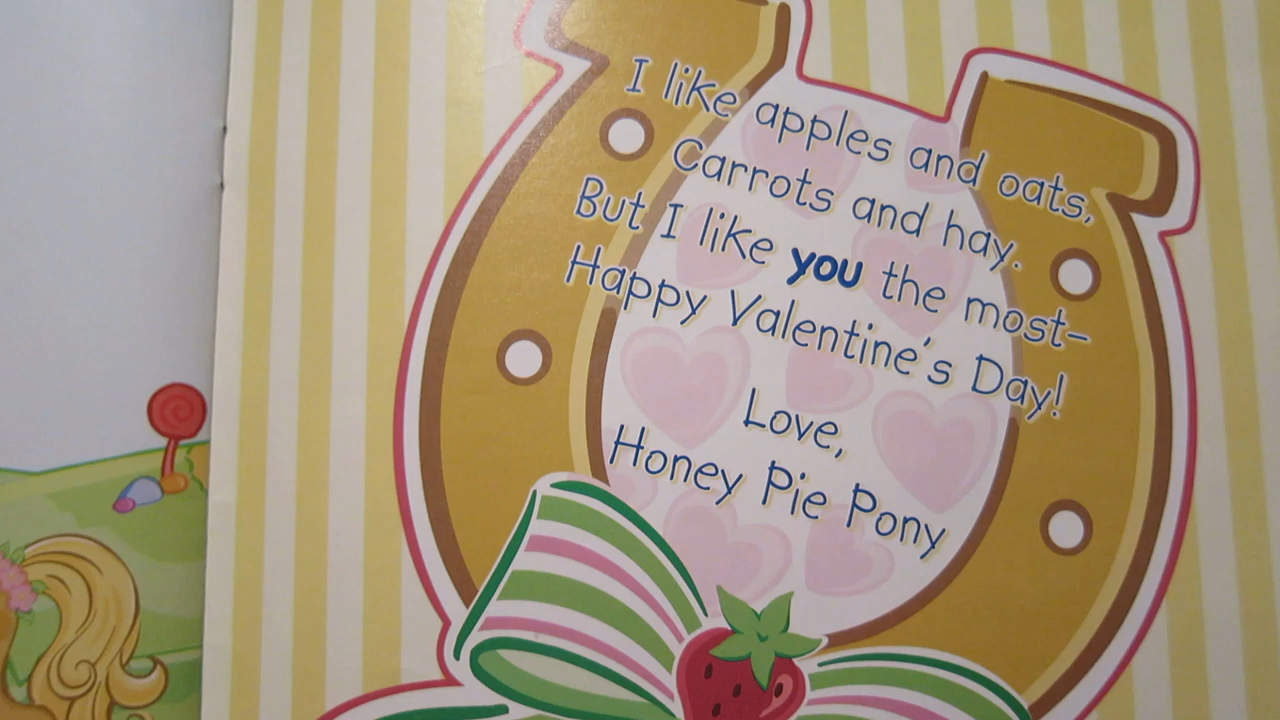 I like apples and oats,
Carrots and hay.
But I like you the most-
Happy Valentine's Day!
Love,
Honey Pie Pony